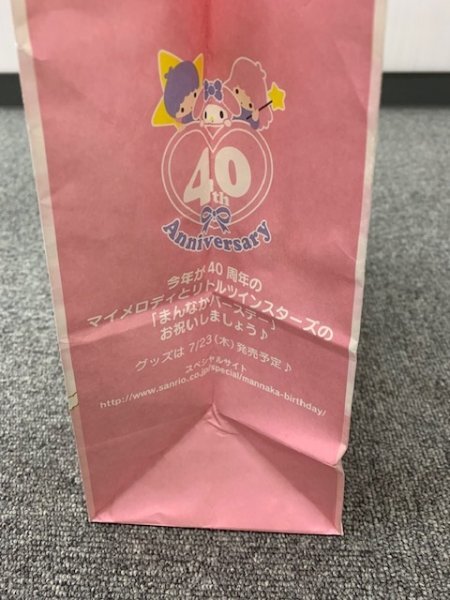 40th
Anniversary
今年が40周年の
マイメロディとリトルツインスターズの
「まんなかバースデー」
お祝いしましょう♪
グッズは 7/23(木)発売予定♪
スペシャルサイト
http://www.sanrio.co.jp/special/mannaka-birthday/